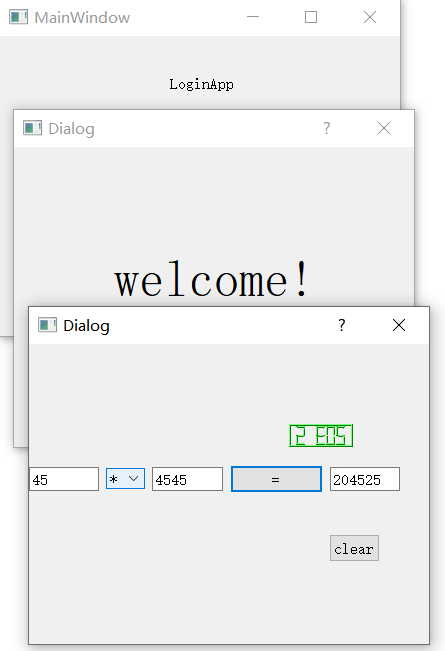 MainWindow
LoginApp
Dialog ?
welcome!
Dialog ?
2 E05
45 * 4545 = 204525
clear